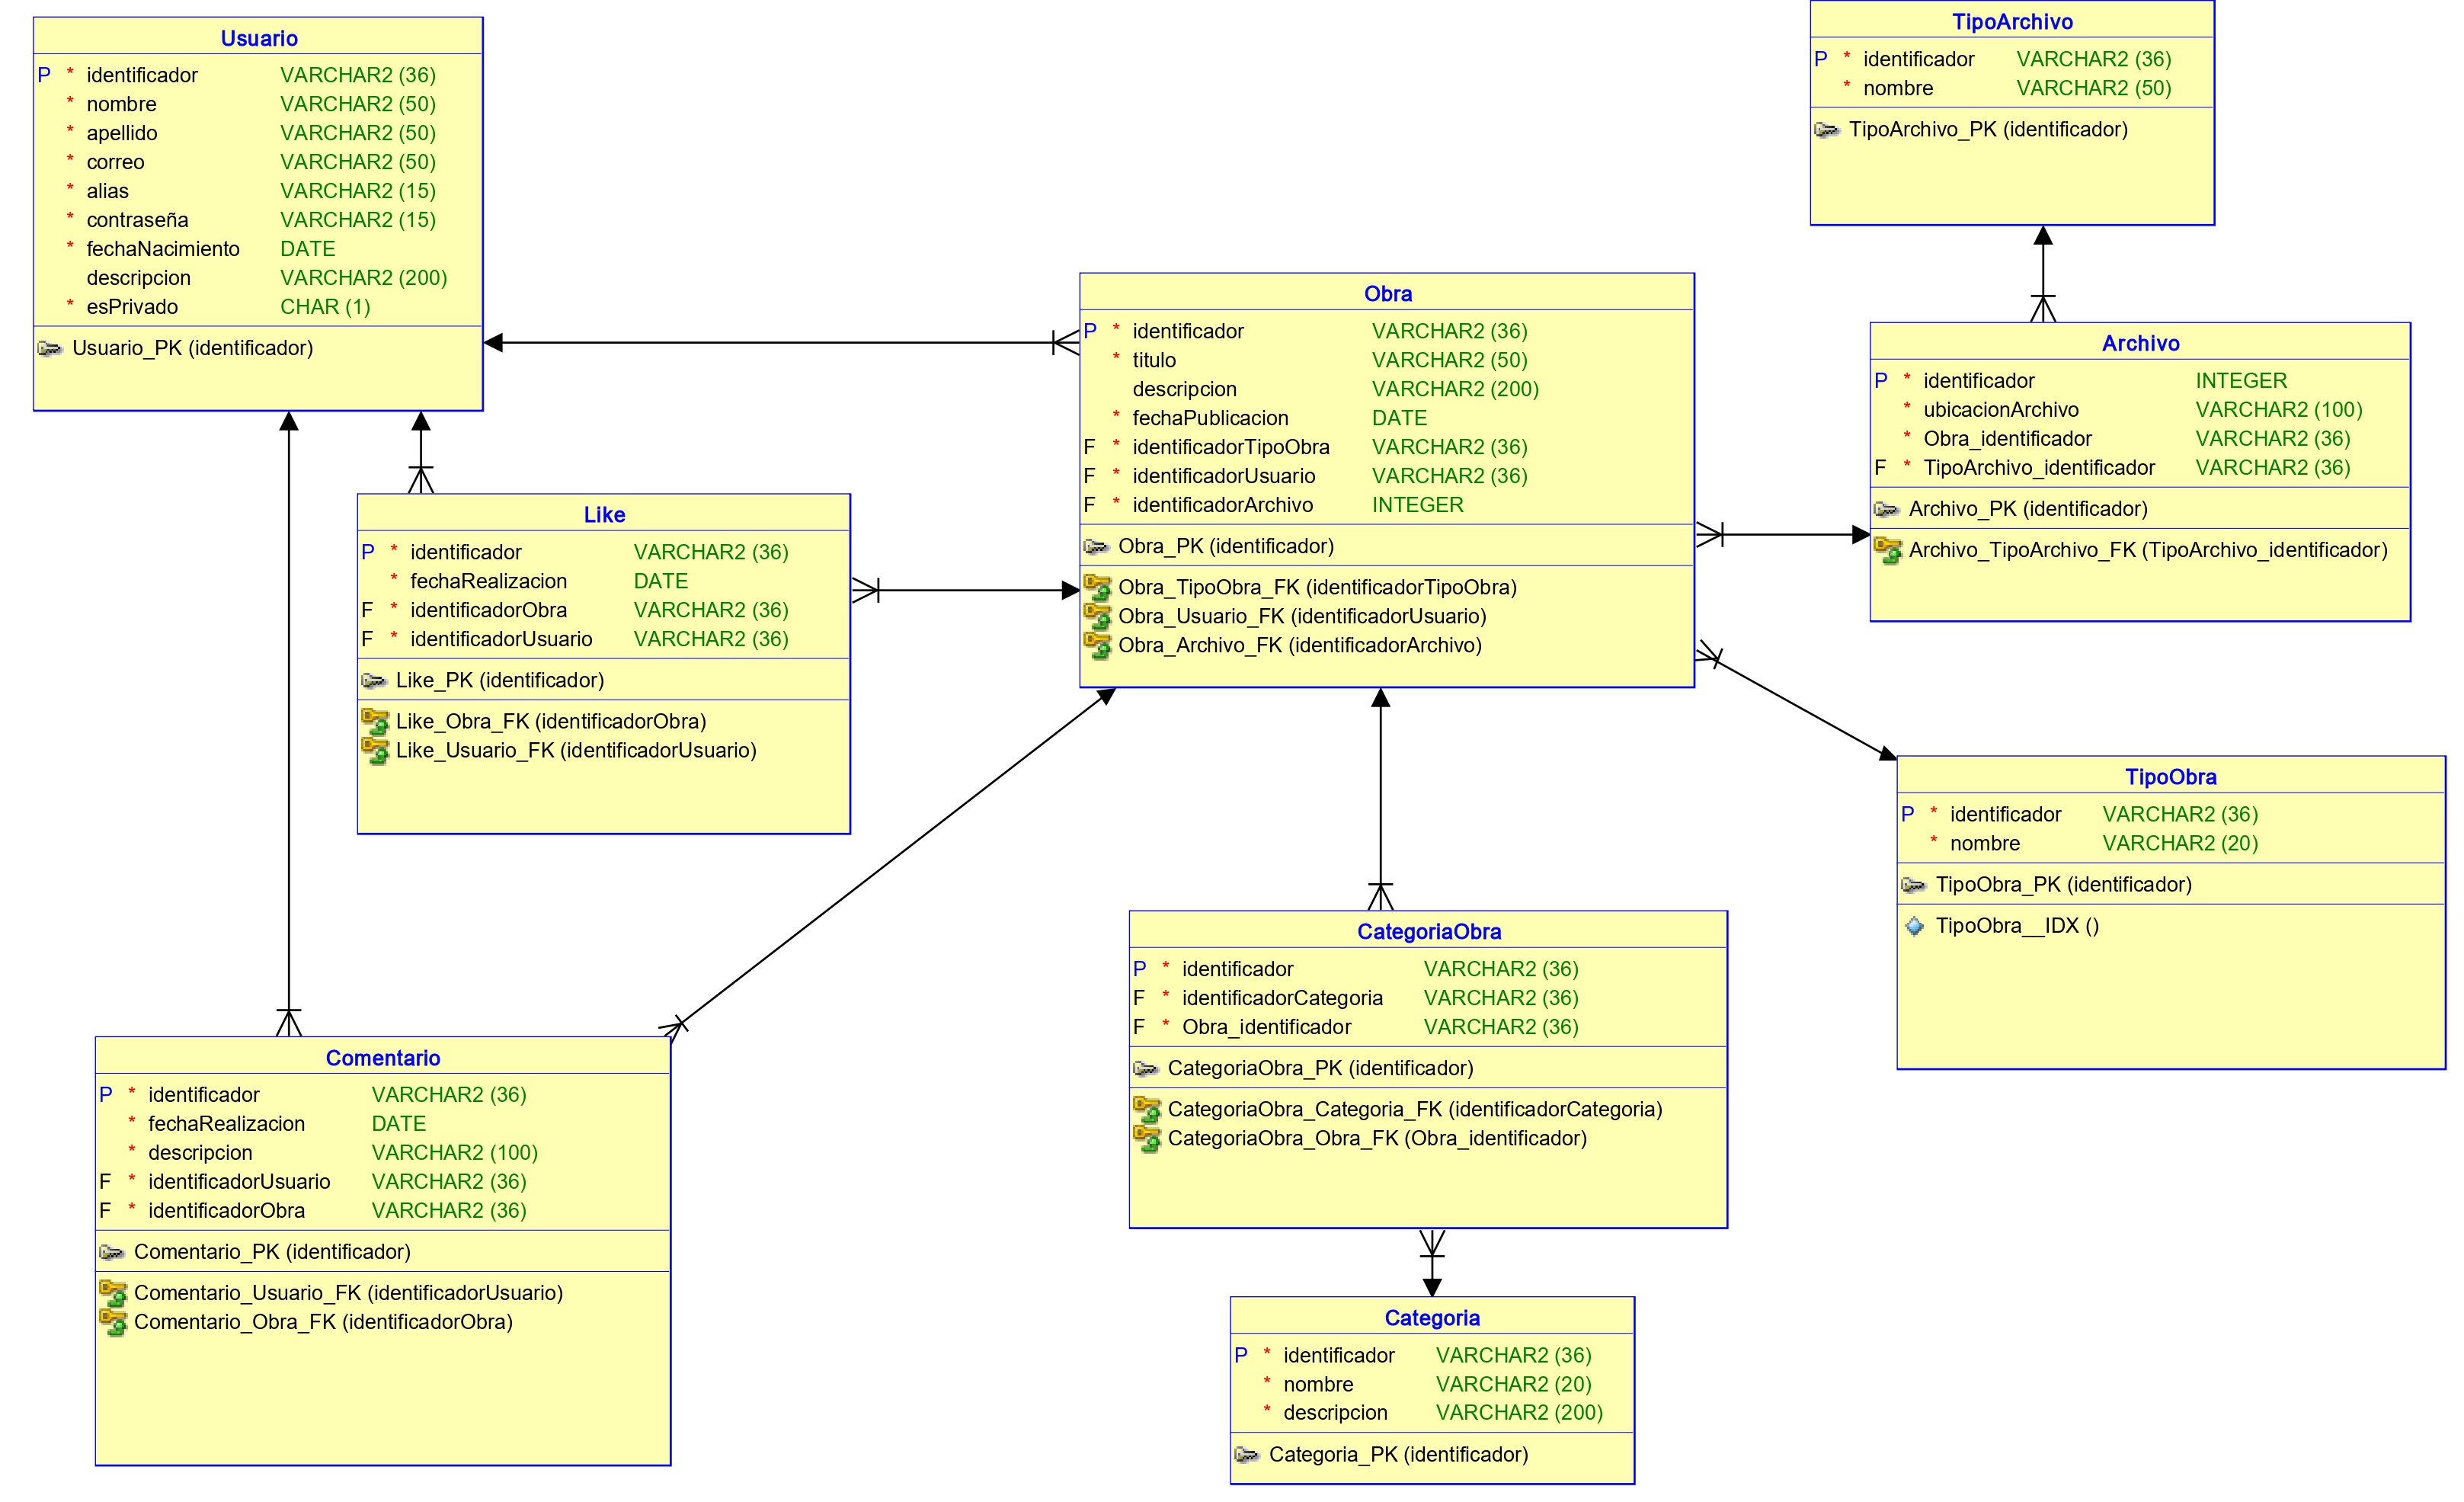 Usuario
P * identificador VARCHAR2 (36)
* nombre VARCHAR2 (50)
* apellido VARCHAR2 (50)
* correo VARCHAR2 (50)
* alias VARCHAR2 (15)
* contraseña VARCHAR2 (15)
* fechaNacimiento DATE
descripcion VARCHAR2 (200)
* esPrivado CHAR (1)
Usuario_PK (identificador)
TipoArchivo
P * identificador VARCHAR2 (36)
* nombre VARCHAR2 (50)
TipoArchivo_PK (identificador)
Obra
P * identificador VARCHAR2 (36)
* titulo VARCHAR2 (50)
descripcion VARCHAR2 (200)
* fechaPublicacion DATE
F * identificadorTipoObra VARCHAR2 (36)
F * identificadorUsuario VARCHAR2 (36)
F * identificadorArchivo INTEGER
Obra_PK (identificador)
Obra_TipoObra_FK (identificadorTipoObra)
Obra_Usuario_FK (identificadorUsuario)
Obra_Archivo_FK (identificadorArchivo)
Archivo
P * identificador INTEGER
* ubicacionArchivo VARCHAR2 (100)
* Obra_identificador VARCHAR2 (36)
F * TipoArchivo_identificador VARCHAR2 (36)
Archivo_PK (identificador)
Archivo_TipoArchivo_FK (TipoArchivo_identificador)
Like
P * identificador VARCHAR2 (36)
* fechaRealizacion DATE
F * identificadorObra VARCHAR2 (36)
F * identificadorUsuario VARCHAR2 (36)
Like_PK (identificador)
Like_Obra_FK (identificadorObra)
Like_Usuario_FK (identificadorUsuario)
TipoObra
P * identificador VARCHAR2 (36)
* nombre VARCHAR2 (20)
TipoObra_PK (identificador)
TipoObra__IDX ()
CategoriaObra
P * identificador VARCHAR2 (36)
F * identificadorCategoria VARCHAR2 (36)
F * Obra_identificador VARCHAR2 (36)
CategoriaObra_PK (identificador)
CategoriaObra_Categoria_FK (identificadorCategoria)
CategoriaObra_Obra_FK (Obra_identificador)
Comentario
P * identificador VARCHAR2 (36)
* fechaRealizacion DATE
* descripcion VARCHAR2 (100)
F * identificadorUsuario VARCHAR2 (36)
F * identificadorObra VARCHAR2 (36)
Comentario_PK (identificador)
Comentario_Usuario_FK (identificadorUsuario)
Comentario_Obra_FK (identificadorObra)
Categoria
P * identificador VARCHAR2 (36)
* nombre VARCHAR2 (20)
* descripcion VARCHAR2 (200)
Categoria_PK (identificador)